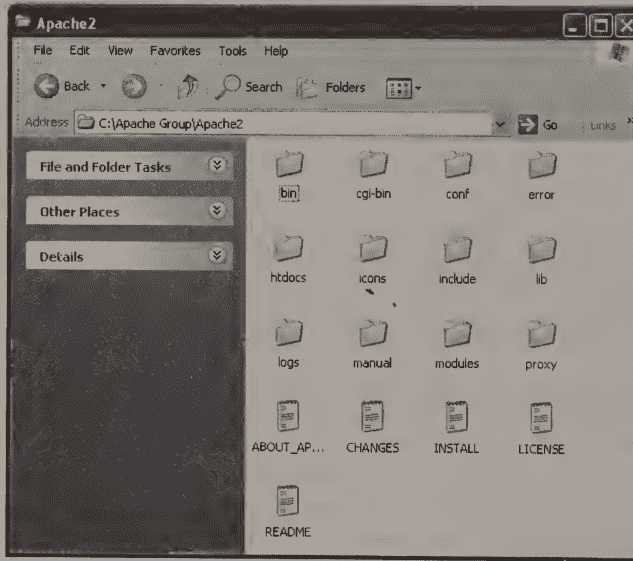 Apache2
File Edit View Favorites Tools Help
Back Search Folders
Address C:\Apache Group\Apache2 Go Links »
File and Folder Tasks
Other Places
Details
bin cgi-bin conf error
htdocs icons include lib
logs manual modules proxy
ABOUT_AP... CHANGES INSTALL LICENSE
README